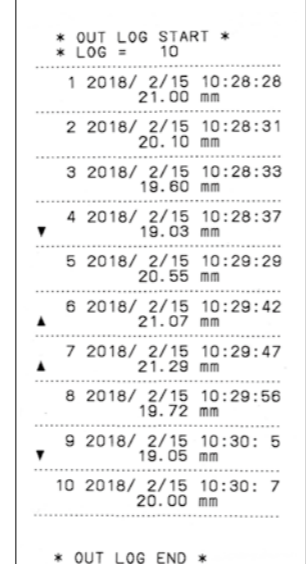 * OUT LOG START *
* LOG =   10
1 2018/ 2/15 10:28:28
21.00 mm
2 2018/ 2/15 10:28:31
20.10 mm
3 2018/ 2/15 10:28:33
19.60 mm
4 2018/ 2/15 10:28:37
▼ 19.03 mm
5 2018/ 2/15 10:29:29
20.55 mm
6 2018/ 2/15 10:29:42
▲ 21.07 mm
7 2018/ 2/15 10:29:47
▲ 21.29 mm
8 2018/ 2/15 10:29:56
19.72 mm
9 2018/ 2/15 10:30: 5
▼ 19.05 mm
10 2018/ 2/15 10:30: 7
20.00 mm
* OUT LOG END *